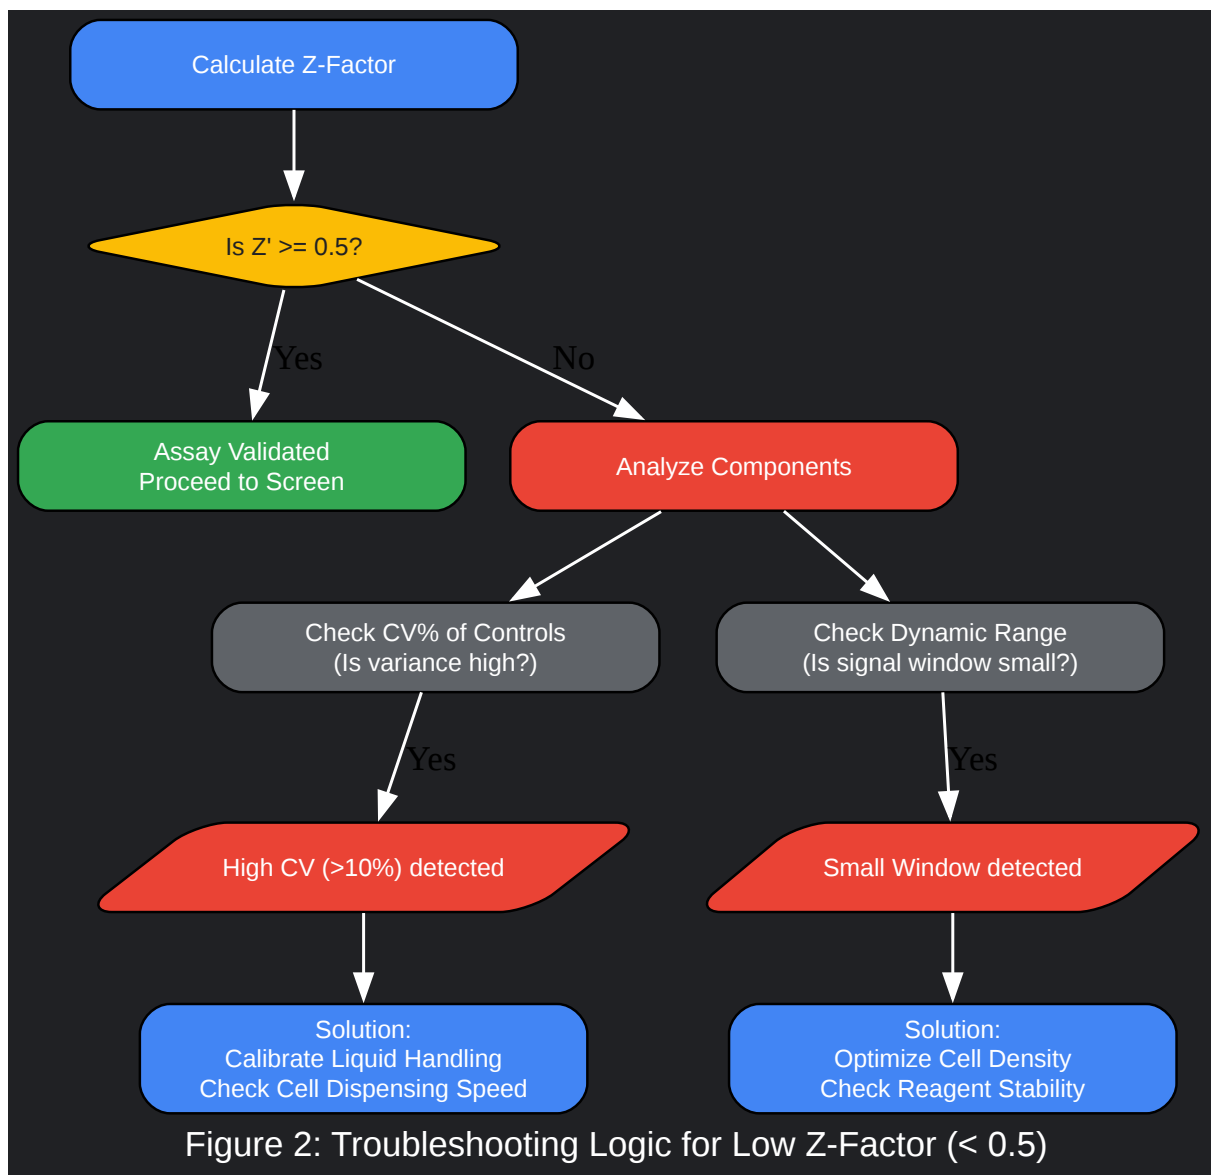 Calculate Z-Factor
Is Z' >= 0.5?
Yes
No
Assay Validated
Proceed to Screen
Analyze Components
Check CV% of Controls
(Is variance high?)
Check Dynamic Range
(Is signal window small?)
Yes
Yes
High CV (>10%) detected
Small Window detected
Solution:
Calibrate Liquid Handling
Check Cell Dispensing Speed
Solution:
Optimize Cell Density
Check Reagent Stability
Figure 2: Troubleshooting Logic for Low Z-Factor (< 0.5)